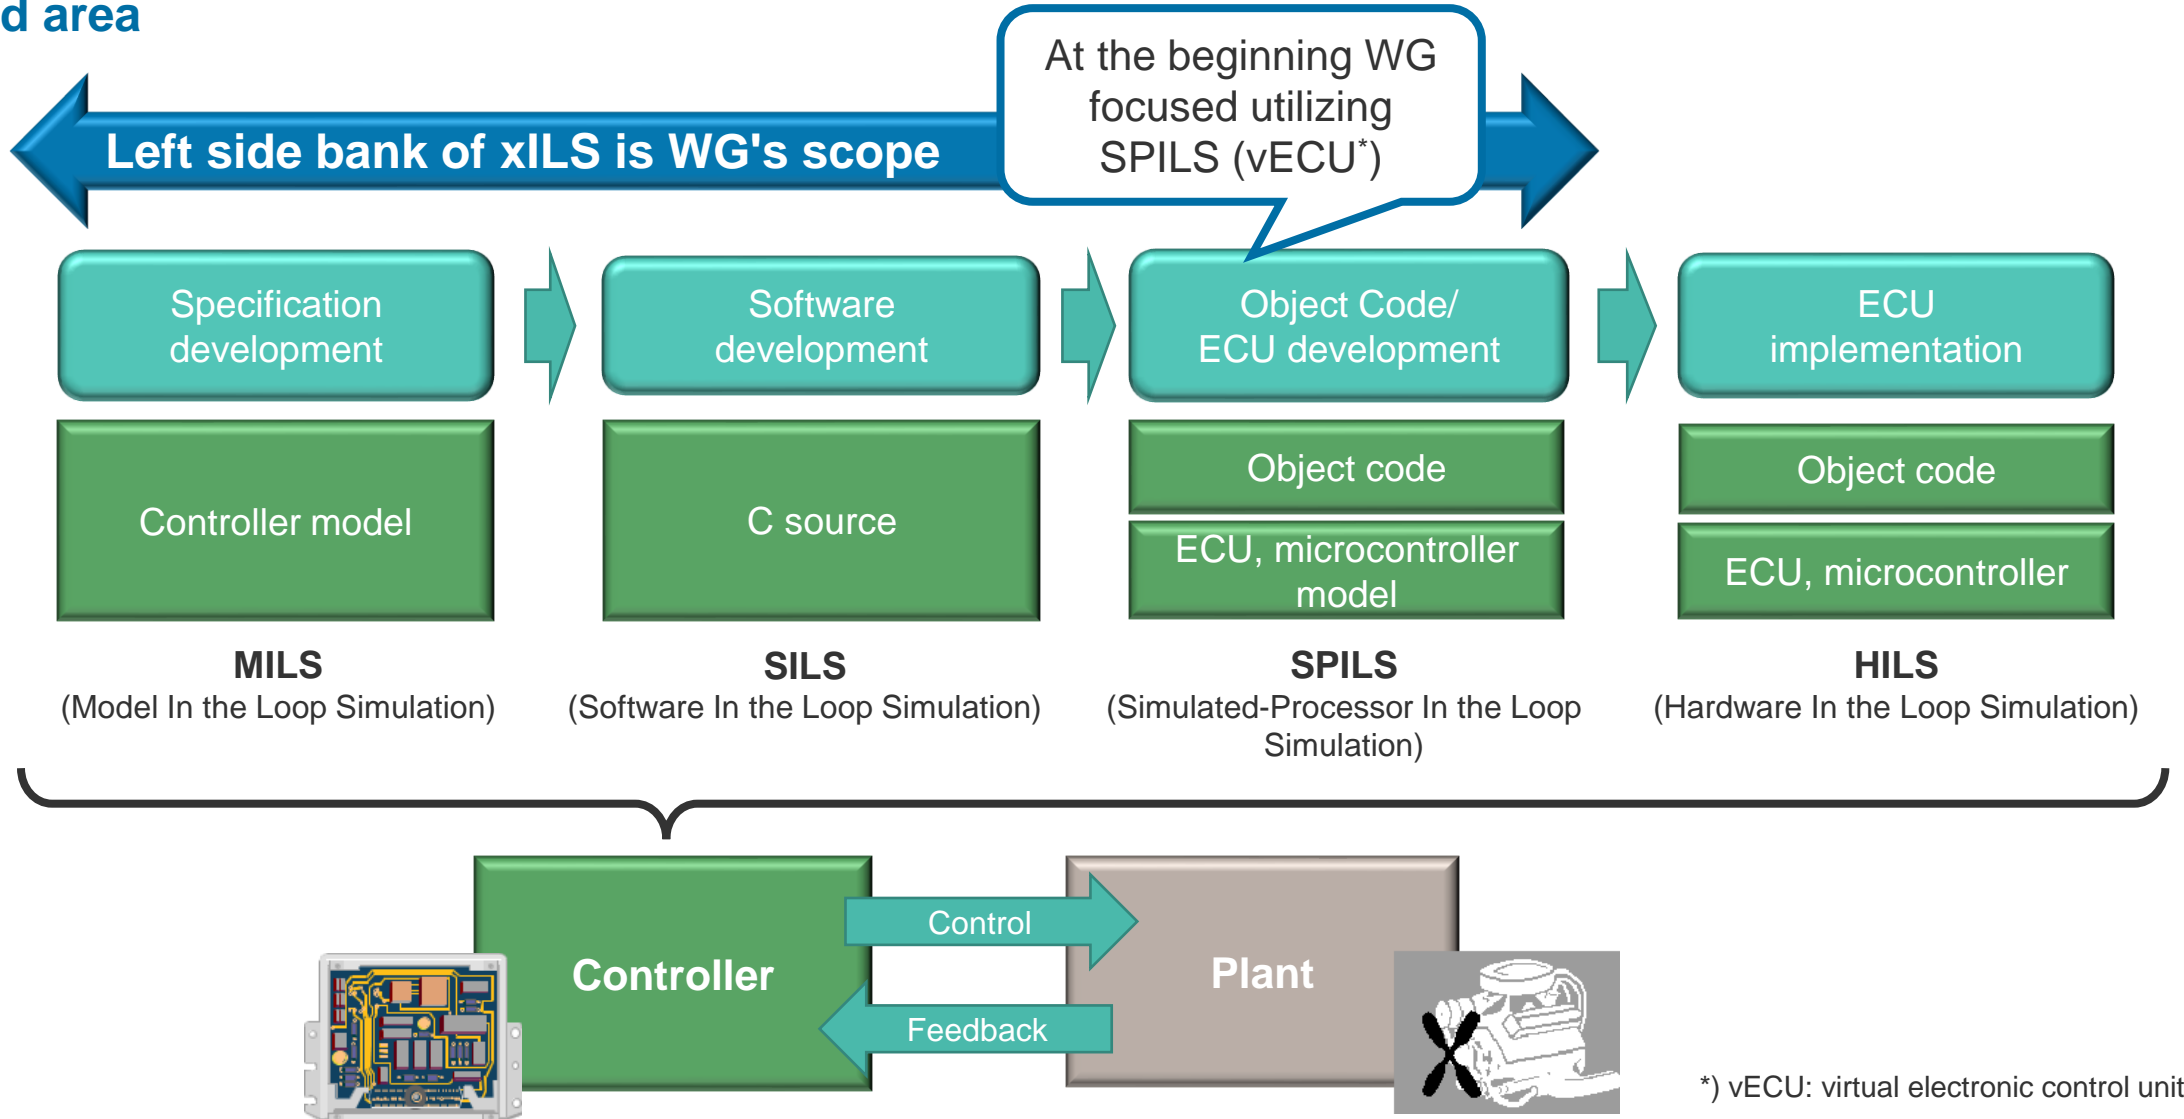 d area
At the beginning WG
focused utilizing
SPILS (vECU*)
Left side bank of xILS is WG's scope
Specification
development
Software
development
Object Code/
ECU development
ECU
implementation
Controller model
C source
Object code
ECU, microcontroller
model
Object code
ECU, microcontroller
MILS
(Model In the Loop Simulation)
SILS
(Software In the Loop Simulation)
SPILS
(Simulated-Processor In the Loop
Simulation)
HILS
(Hardware In the Loop Simulation)
Controller
Control
Feedback
Plant
*) vECU: virtual electronic control unit